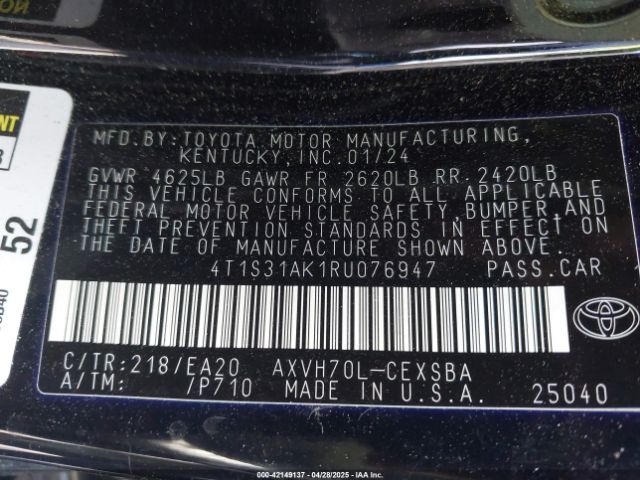 MFD.BY:TOYOTA MOTOR MANUFACTURING,
KENTUCKY,INC.01/24
GVWR 4625LB GAWR FR 2620LB RR 2420LB
THIS VEHICLE CONFORMS TO ALL APPLICABLE
FEDERAL MOTOR VEHICLE SAFETY,BUMPER,AND
THEFT PREVENTION STANDARDS IN EFFECT ON
THE DATE OF MANUFACTURE SHOWN ABOVE.
4T1S31AK1RU076947 PASS.CAR
C/TR:218/EA20 AXVH70L-CEXSBA
A/TM: /P710 MADE IN U.S.A. 25040
TOYOTA
52
000-42149137 - 04/28/2025 - IAAI.COM